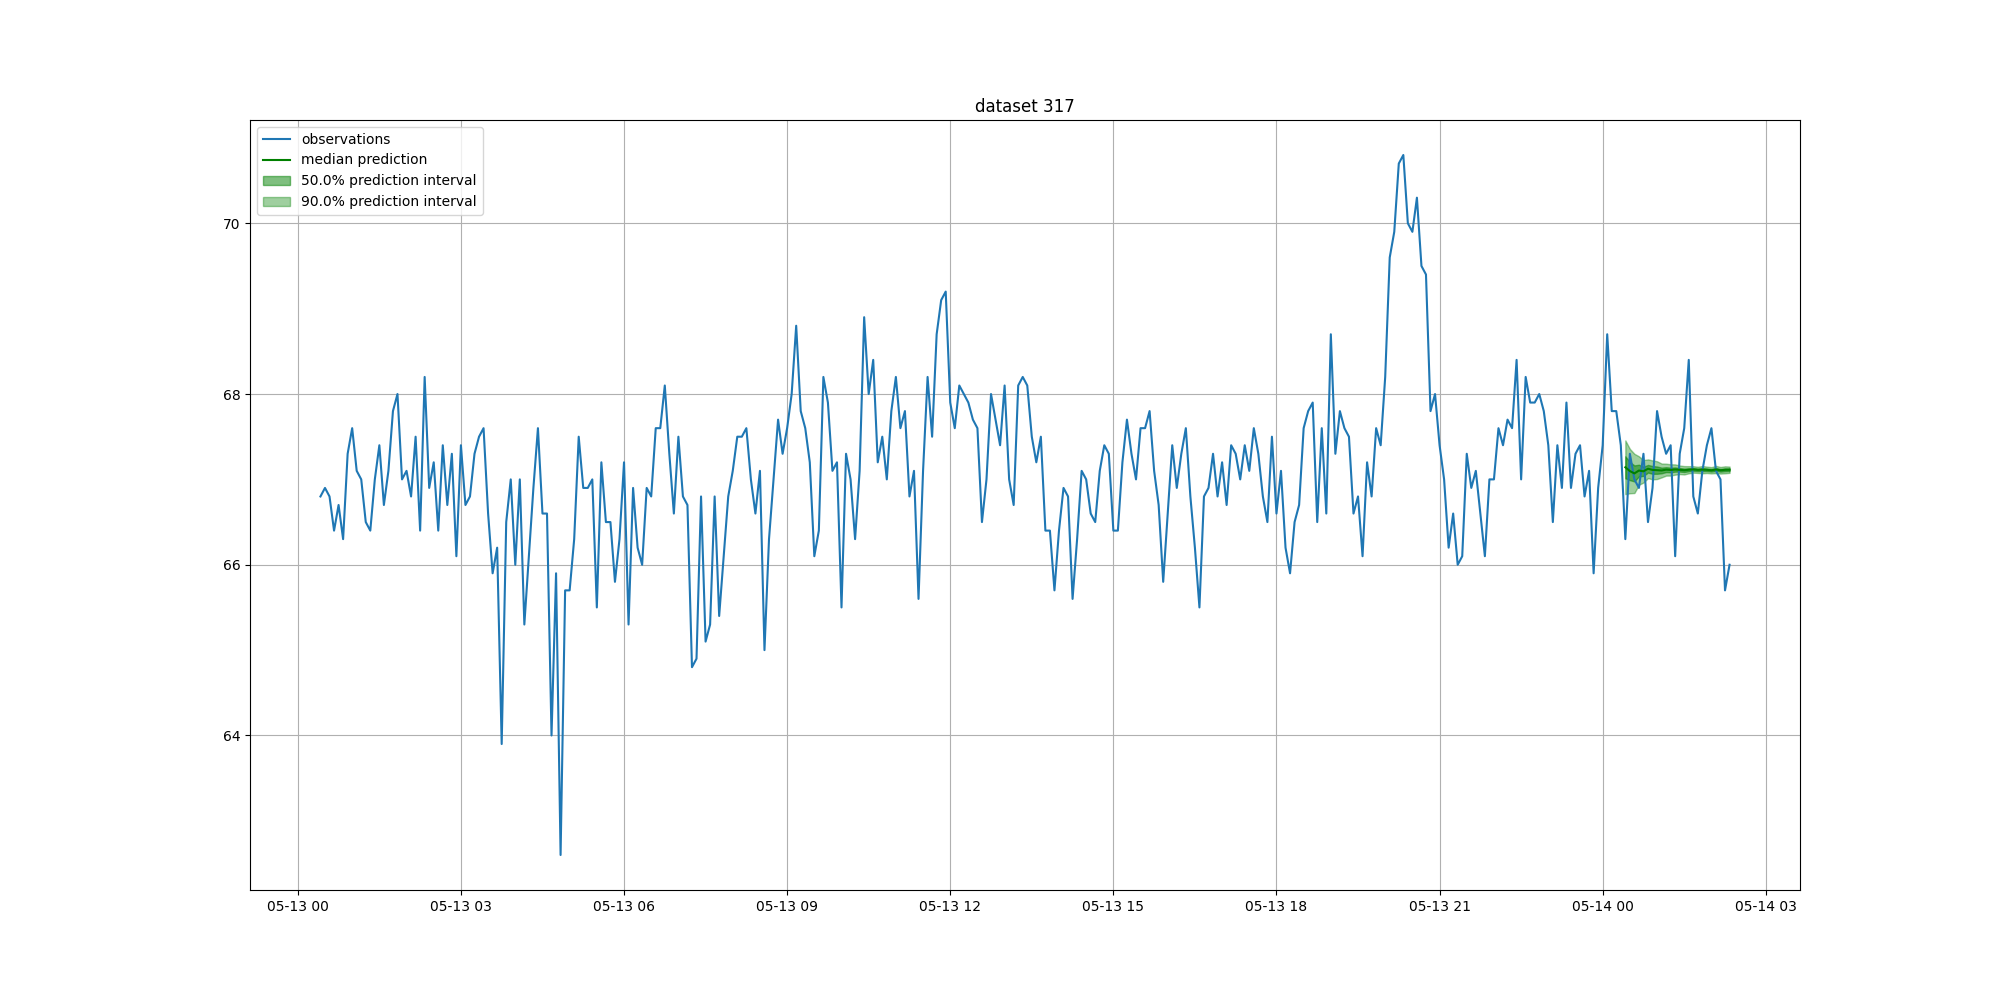 dataset 317
observations
median prediction
50.0% prediction interval
90.0% prediction interval
70
68
66
64
05-13 00
05-13 03
05-13 06
05-13 09
05-13 12
05-13 15
05-13 18
05-13 21
05-14 00
05-14 03